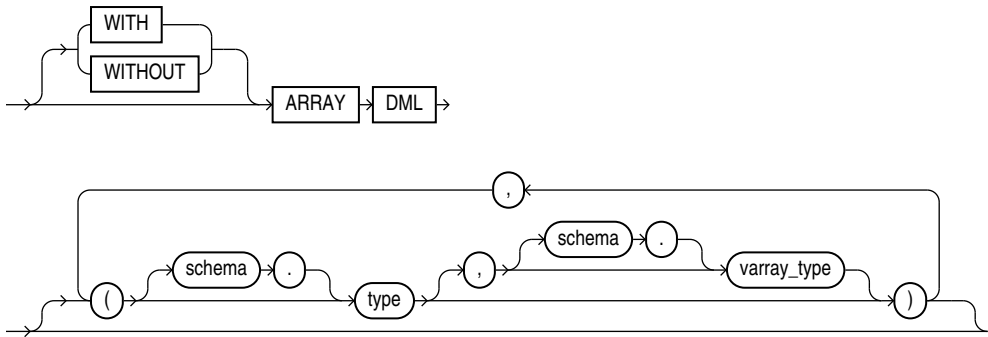 WITH
WITHOUT
ARRAY DML
,
schema .
schema . , varray_type
( type )